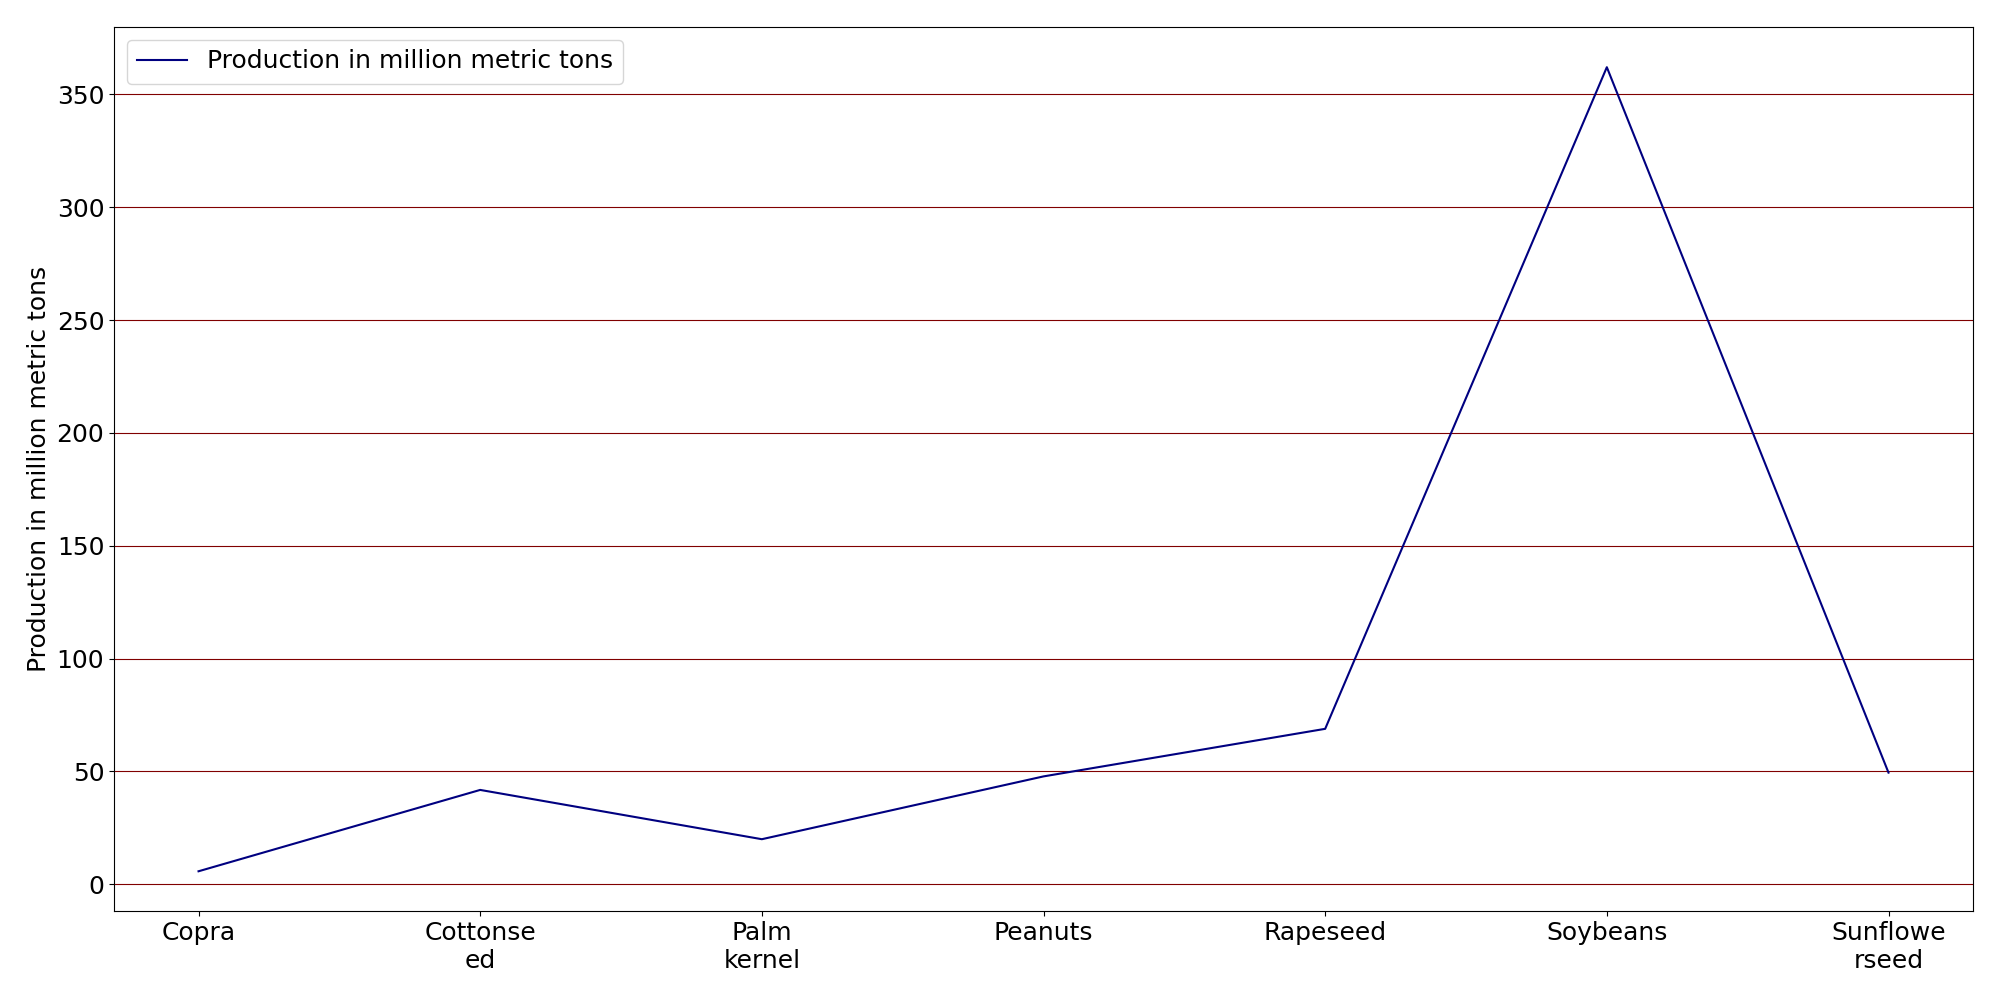 Production in million metric tons
Production in million metric tons
350
300
250
200
150
100
50
0
Copra
Cottonse
ed
Palm
kernel
Peanuts
Rapeseed
Soybeans
Sunflowe
rseed